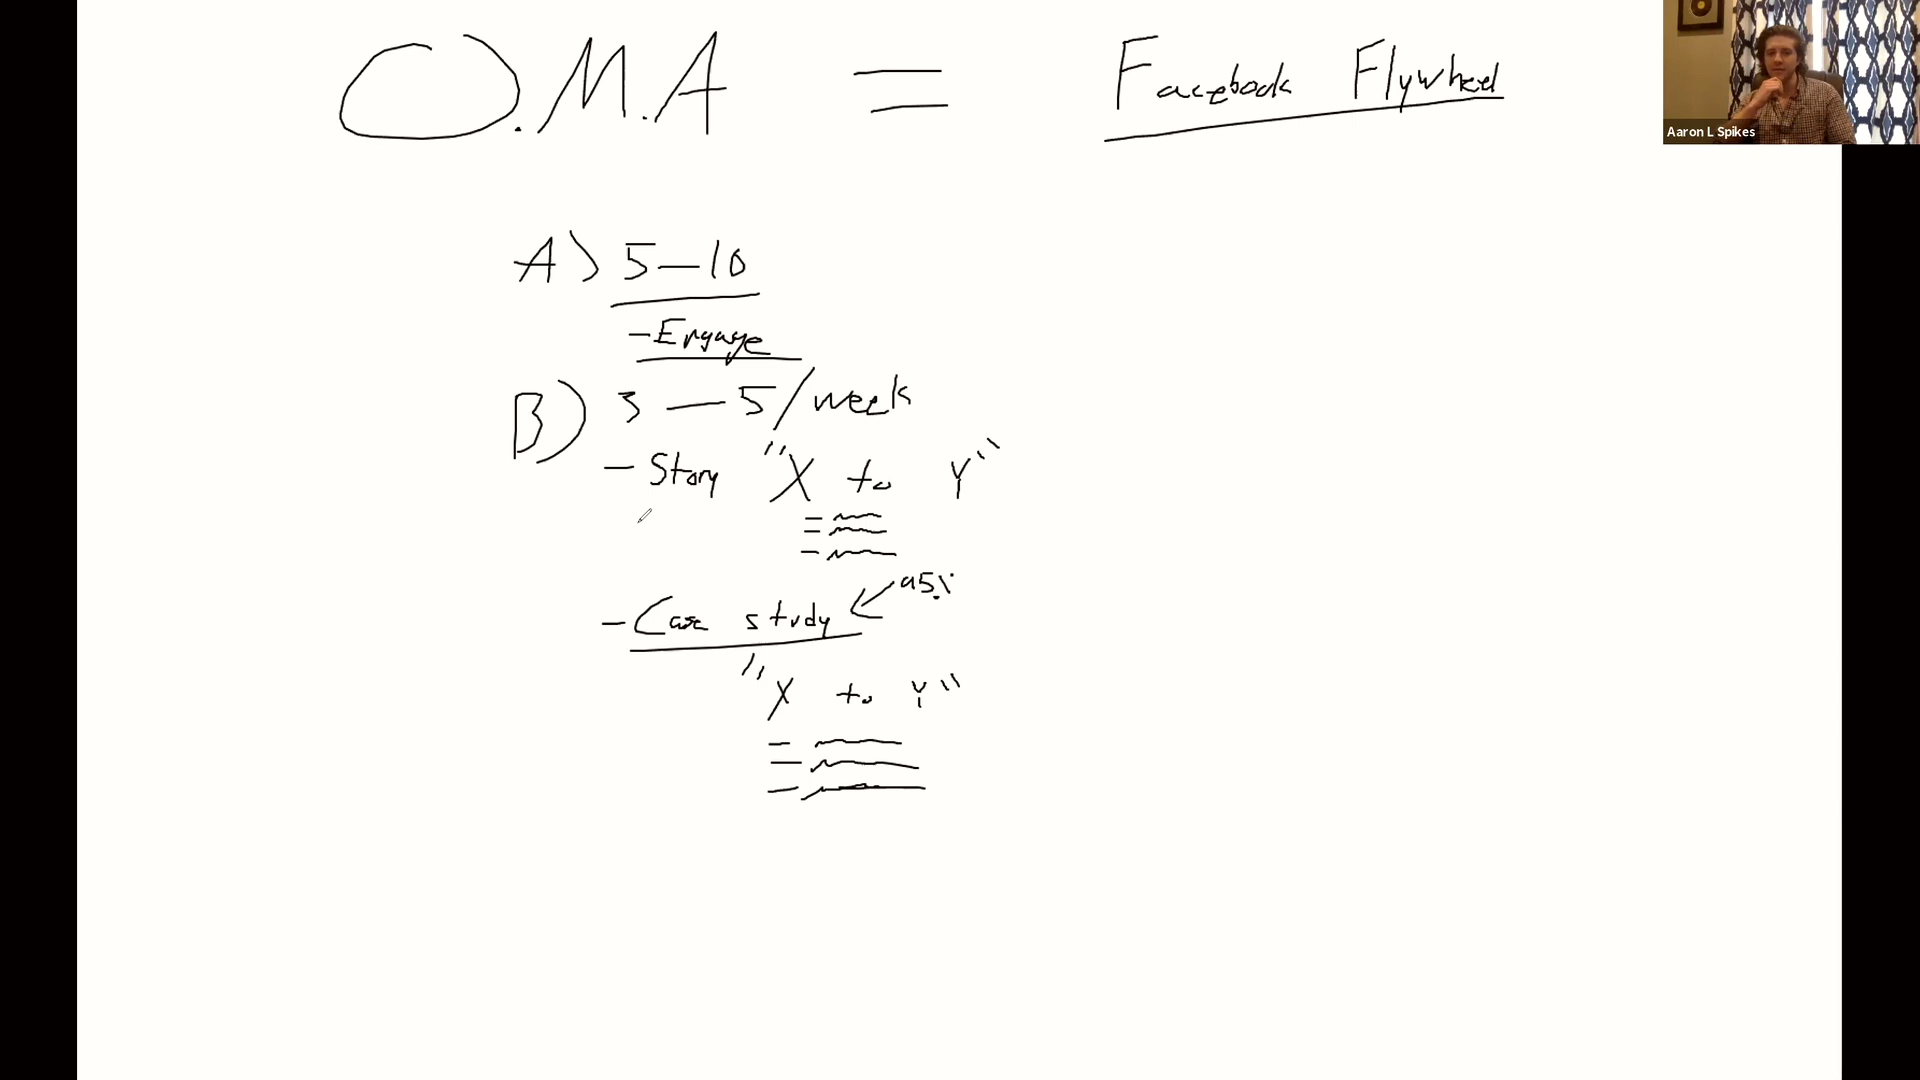 O.M.A = Facebook Flywheel
Aaron L Spikes
A) 5-10
- Engage
B) 3 - 5/week
- Story "X to Y"
- Case study
"X to Y"